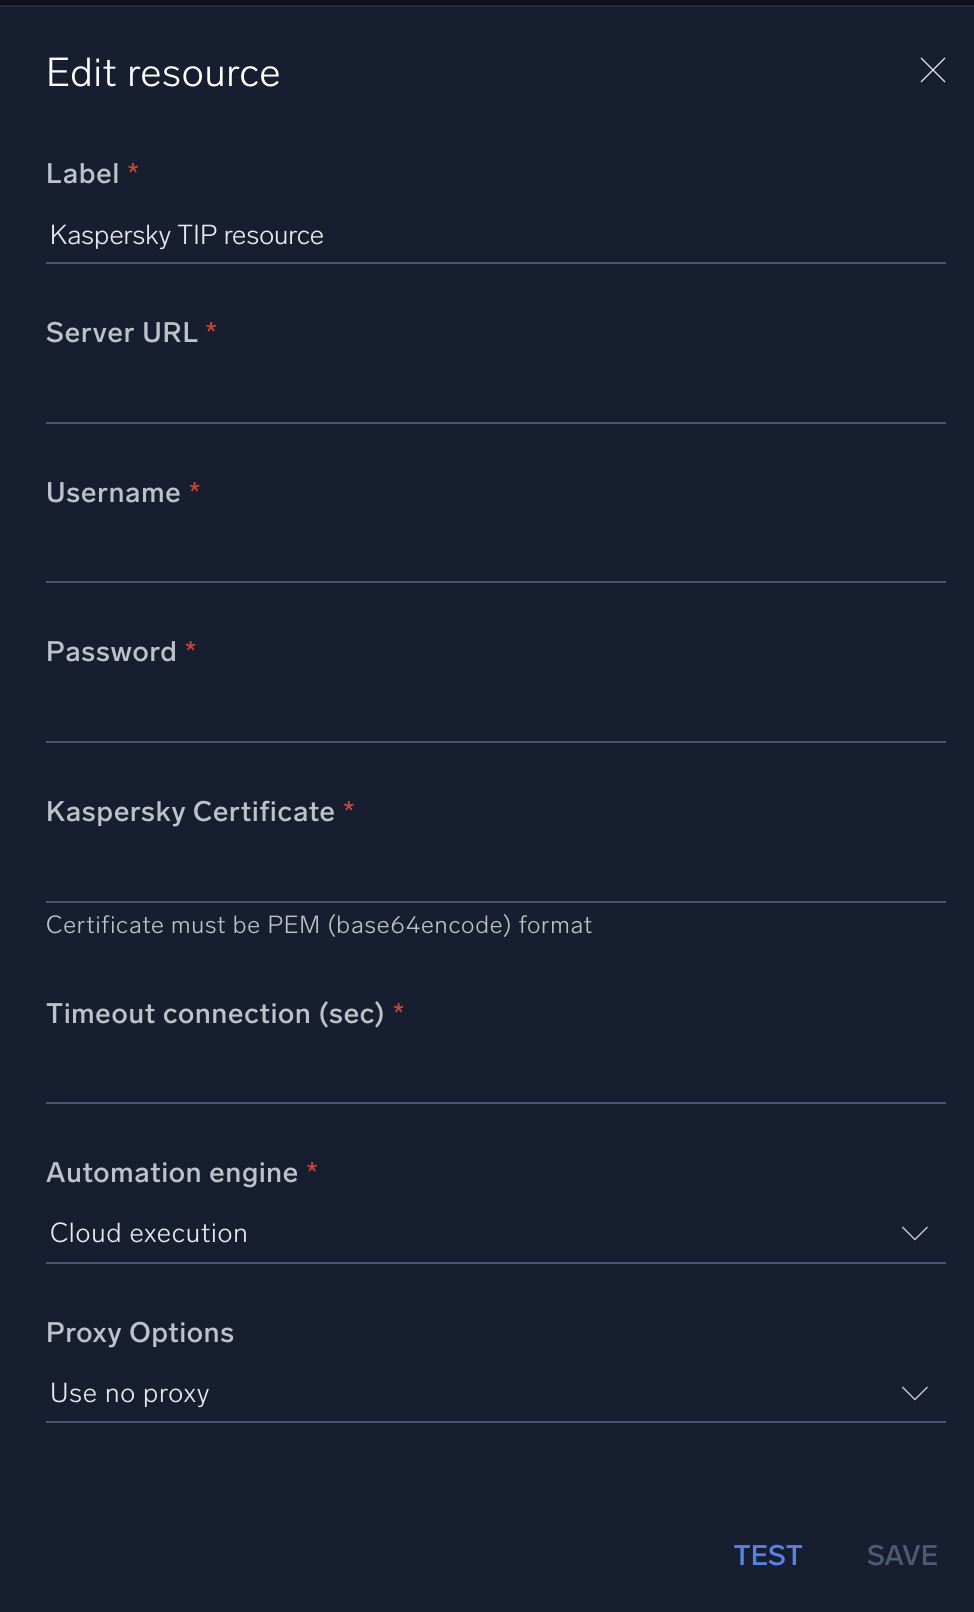 Edit resource
Label *
Kaspersky TIP resource
Server URL *
Username *
Password *
Kaspersky Certificate *
Certificate must be PEM (base64encode) format
Timeout connection (sec) *
Automation engine *
Cloud execution
Proxy Options
Use no proxy
TEST SAVE